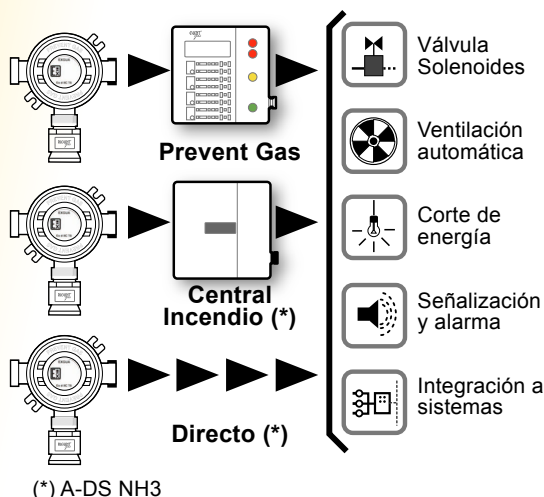 Prevent Gas
Central
Incendio (*)
Directo (*)
Válvula
Solenoides
Ventilación
automática
Corte de
energía
Señalización
y alarma
Integración a
sistemas
(*) A-DS NH3